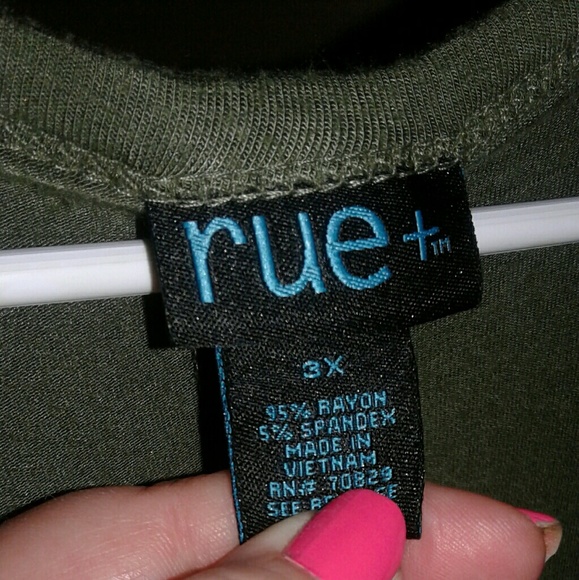 rue+™
3X
95% RAYON
5% SPANDEX
MADE IN
VIETNAM
RN# 70829
SEE